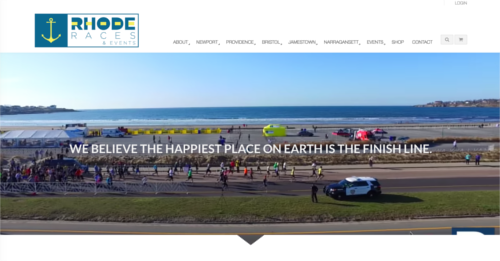 LOGIN
RHODE
RACES
& EVENTS
ABOUT NEWPORT PROVIDENCE BRISTOL JAMESTOWN NARRAGANSETT EVENTS SHOP CONTACT
WE BELIEVE THE HAPPIEST PLACE ON EARTH IS THE FINISH LINE.